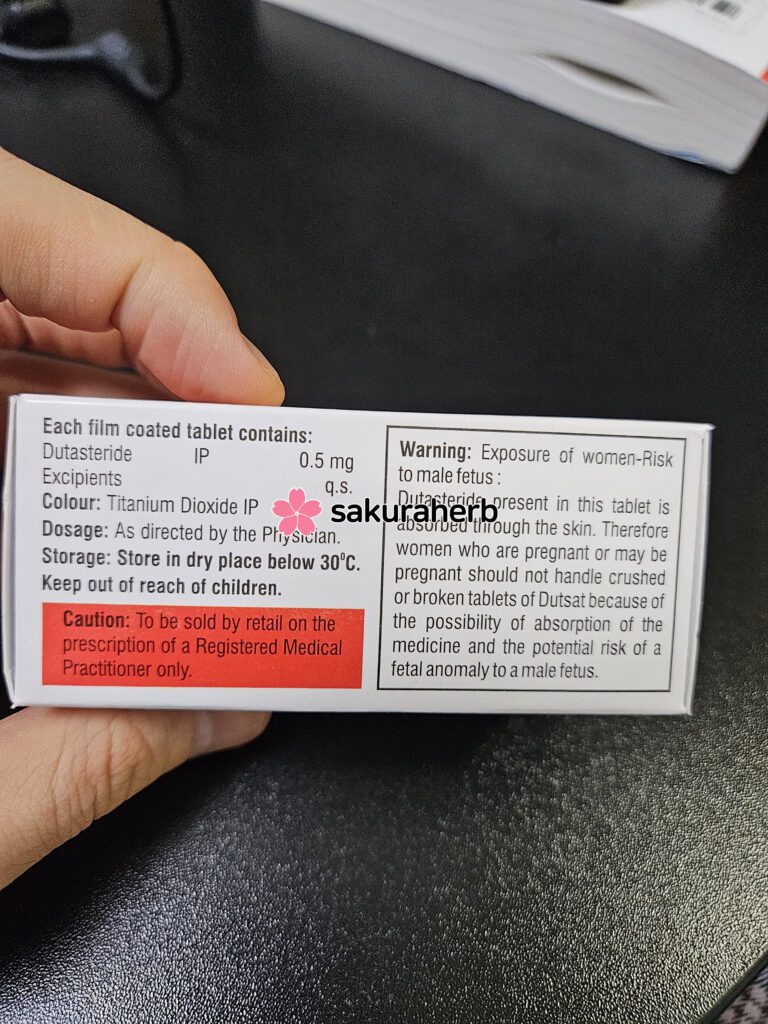 Each film coated tablet contains:
Dutasteride IP 0.5 mg
Excipients q.s.
Colour: Titanium Dioxide IP
Dosage: As directed by the Physician.
Storage: Store in dry place below 30⁰C.
Keep out of reach of children.
Caution: To be sold by retail on the
prescription of a Registered Medical
Practitioner only.
Warning: Exposure of women-Risk
to male fetus :
Dutasteride present in this tablet is
absorbed through the skin. Therefore
women who are pregnant or may be
pregnant should not handle crushed
or broken tablets of Dutsat because of
the possibility of absorption of the
medicine and the potential risk of a
fetal anomaly to a male fetus.
sakuraherb